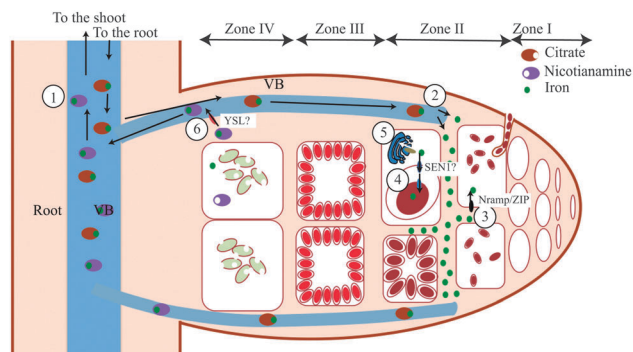 To the shoot
To the root
Zone IV
Zone III
Zone II
Zone I
Citrate
Nicotianamine
Iron
VB
1
2
YSL?
6
5
SEN1?
4
Nramp/ZIP
3
Root
VB